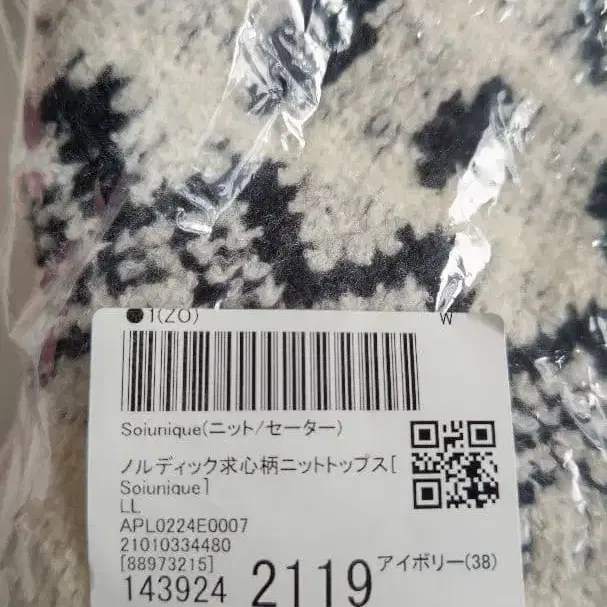 ●1(ZO)
W
Soiunique(ニット/セーター)
ノルディック求心柄ニットトップス[
Soiunique]
LL
APL0224E0007
21010334480
[88973215]
アイボリー(38)
143924 2119